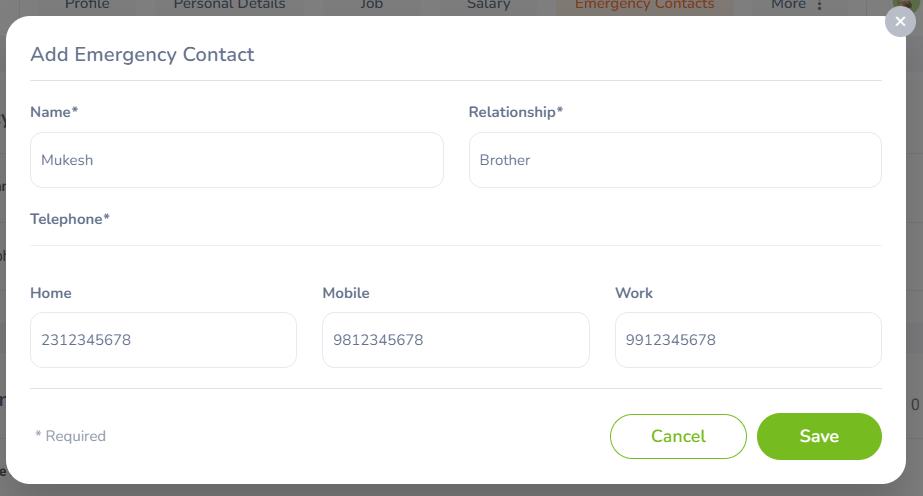 Profile Personal Details Job Salary Emergency Contacts More
Add Emergency Contact
Name* Relationship*
Mukesh Brother
Telephone*
Home Mobile Work
2312345678 9812345678 9912345678
0
* Required Cancel Save